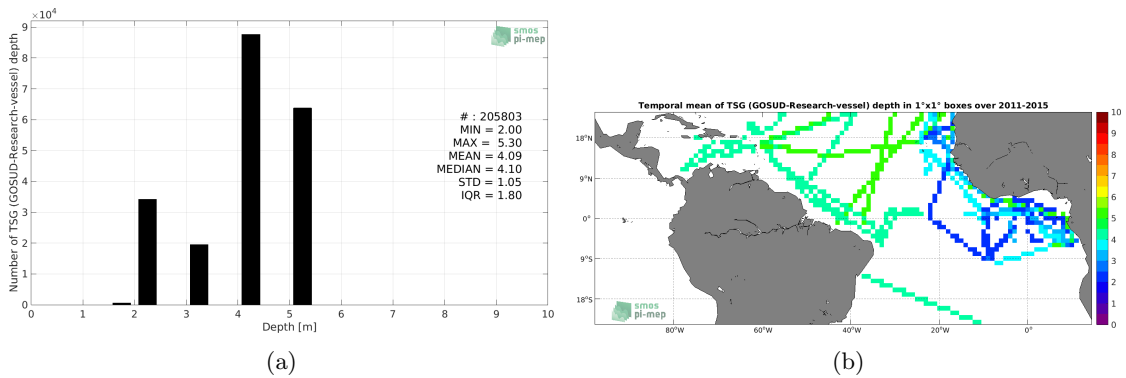 ×10⁴
9
8
7
6
5
4
3
2
1
0
Number of TSG (GOSUD-Research-vessel) depth
smos
pi-mep
# : 205803
MIN = 2.00
MAX = 5.30
MEAN = 4.09
MEDIAN = 4.10
STD = 1.05
IQR = 1.80
0 1 2 3 4 5 6 7 8 9 10
Depth [m]
(a)
Temporal mean of TSG (GOSUD-Research-vessel) depth in 1°x1° boxes over 2011-2015
18°N
9°N
0°
9°S
18°S
smos
pi-mep
80°W 60°W 40°W 20°W 0°
10
9
8
7
6
5
4
3
2
1
0
(b)